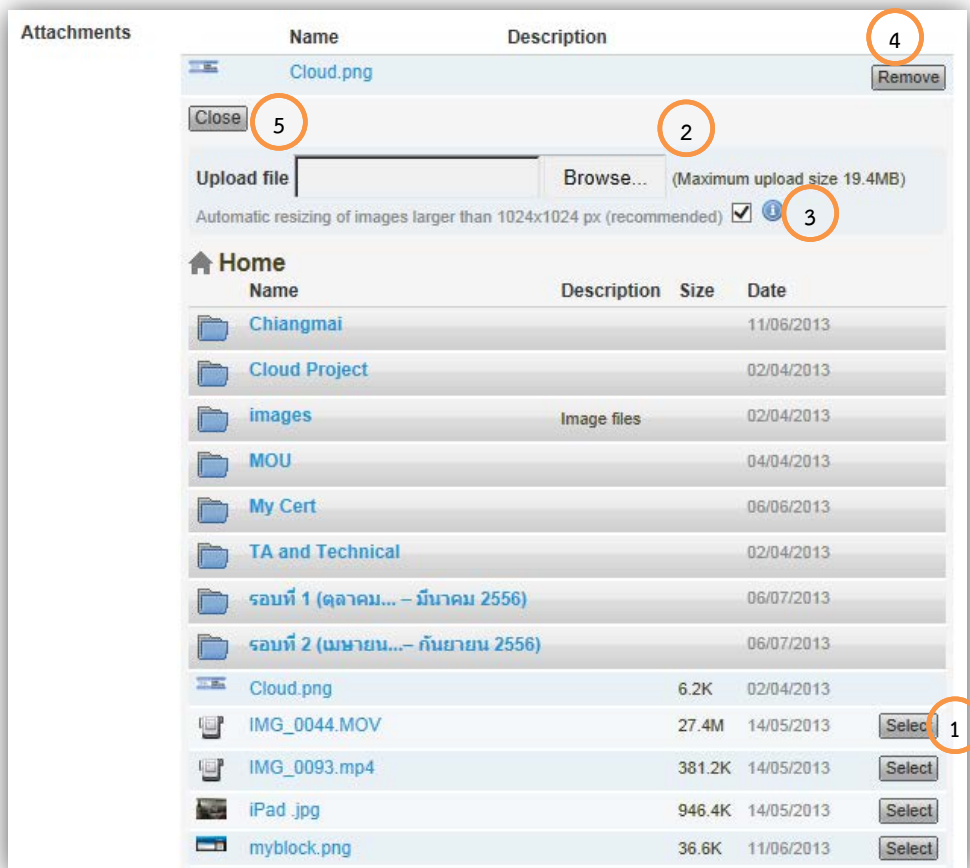 Attachments
Name Description 4
Cloud.png Remove
Close 5 2
Upload file Browse... (Maximum upload size 19.4MB)
Automatic resizing of images larger than 1024x1024 px (recommended) 3
Home
Name Description Size Date
Chiangmai 11/06/2013
Cloud Project 02/04/2013
images Image files 02/04/2013
MOU 04/04/2013
My Cert 06/06/2013
TA and Technical 02/04/2013
รอบที่ 1 (ตุลาคม... – มีนาคม 2556) 06/07/2013
รอบที่ 2 (เมษายน...– กันยายน 2556) 06/07/2013
Cloud.png 6.2K 02/04/2013
IMG_0044.MOV 27.4M 14/05/2013 Select 1
IMG_0093.mp4 381.2K 14/05/2013 Select
iPad .jpg 946.4K 14/05/2013 Select
myblock.png 36.6K 11/06/2013 Select